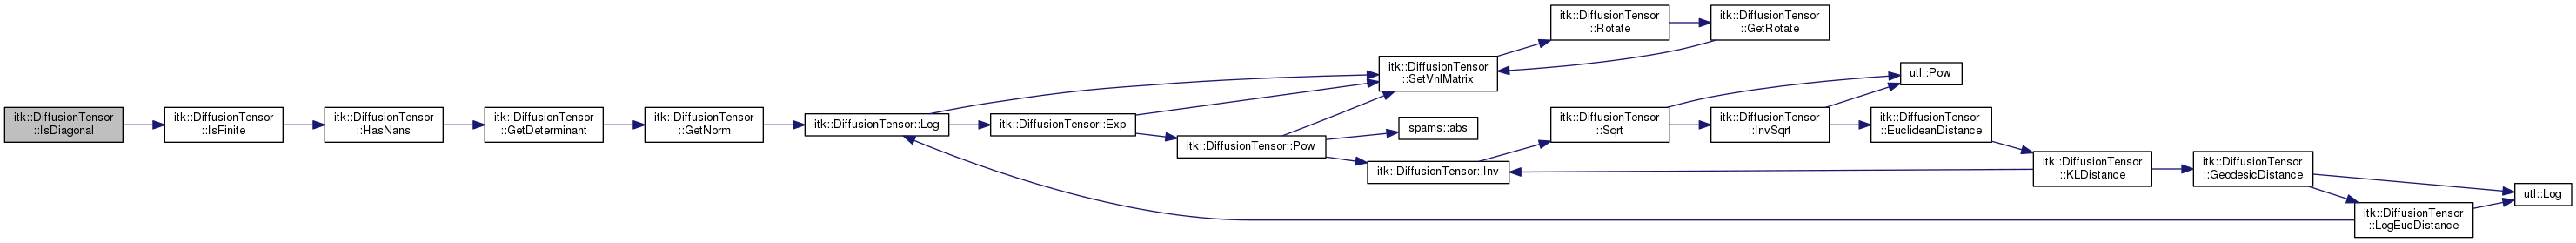 itk::DiffusionTensor
::IsDiagonal
itk::DiffusionTensor
::IsFinite
itk::DiffusionTensor
::HasNans
itk::DiffusionTensor
::GetDeterminant
itk::DiffusionTensor
::GetNorm
itk::DiffusionTensor::Log
itk::DiffusionTensor::Exp
itk::DiffusionTensor::Pow
itk::DiffusionTensor
::SetVnlMatrix
spams::abs
itk::DiffusionTensor::Inv
itk::DiffusionTensor
::Rotate
itk::DiffusionTensor
::GetRotate
itk::DiffusionTensor
::Sqrt
itk::DiffusionTensor
::InvSqrt
utl::Pow
itk::DiffusionTensor
::EuclideanDistance
itk::DiffusionTensor
::KLDistance
itk::DiffusionTensor
::GeodesicDistance
itk::DiffusionTensor
::LogEucDistance
utl::Log